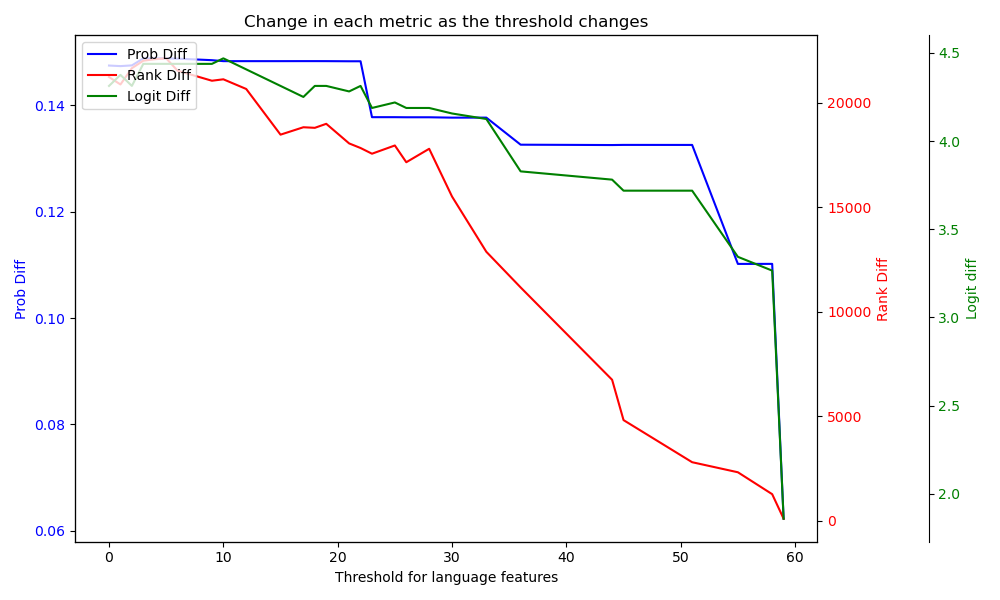 Change in each metric as the threshold changes
Prob Diff
Rank Diff
Logit Diff
0.14
0.12
0.10
0.08
0.06
Prob Diff
0
10
20
30
40
50
60
Threshold for language features
20000
15000
10000
5000
0
Rank Diff
4.5
4.0
3.5
3.0
2.5
2.0
Logit diff